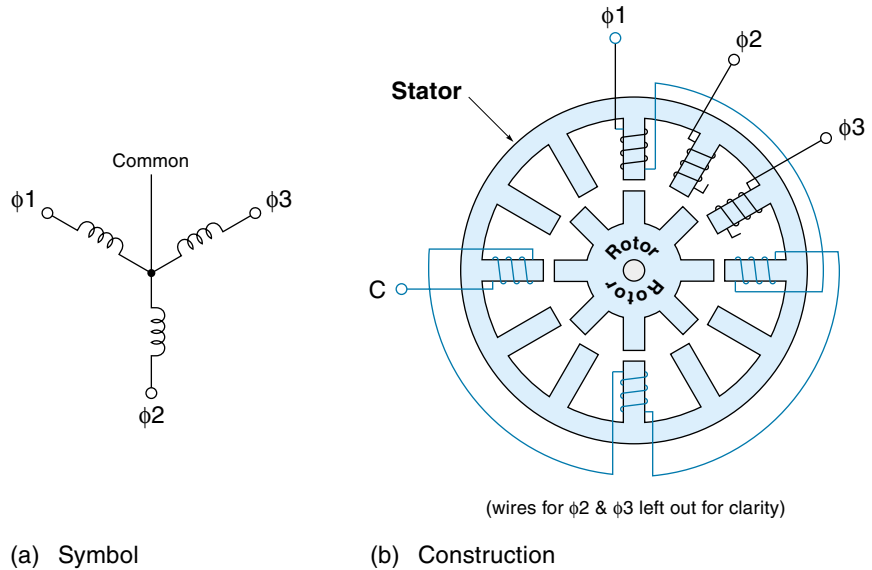 Common
ϕ1
ϕ3
ϕ2
(a) Symbol
ϕ1
ϕ2
ϕ3
Stator
Rotor
Rotor
C
(wires for ϕ2 & ϕ3 left out for clarity)
(b) Construction